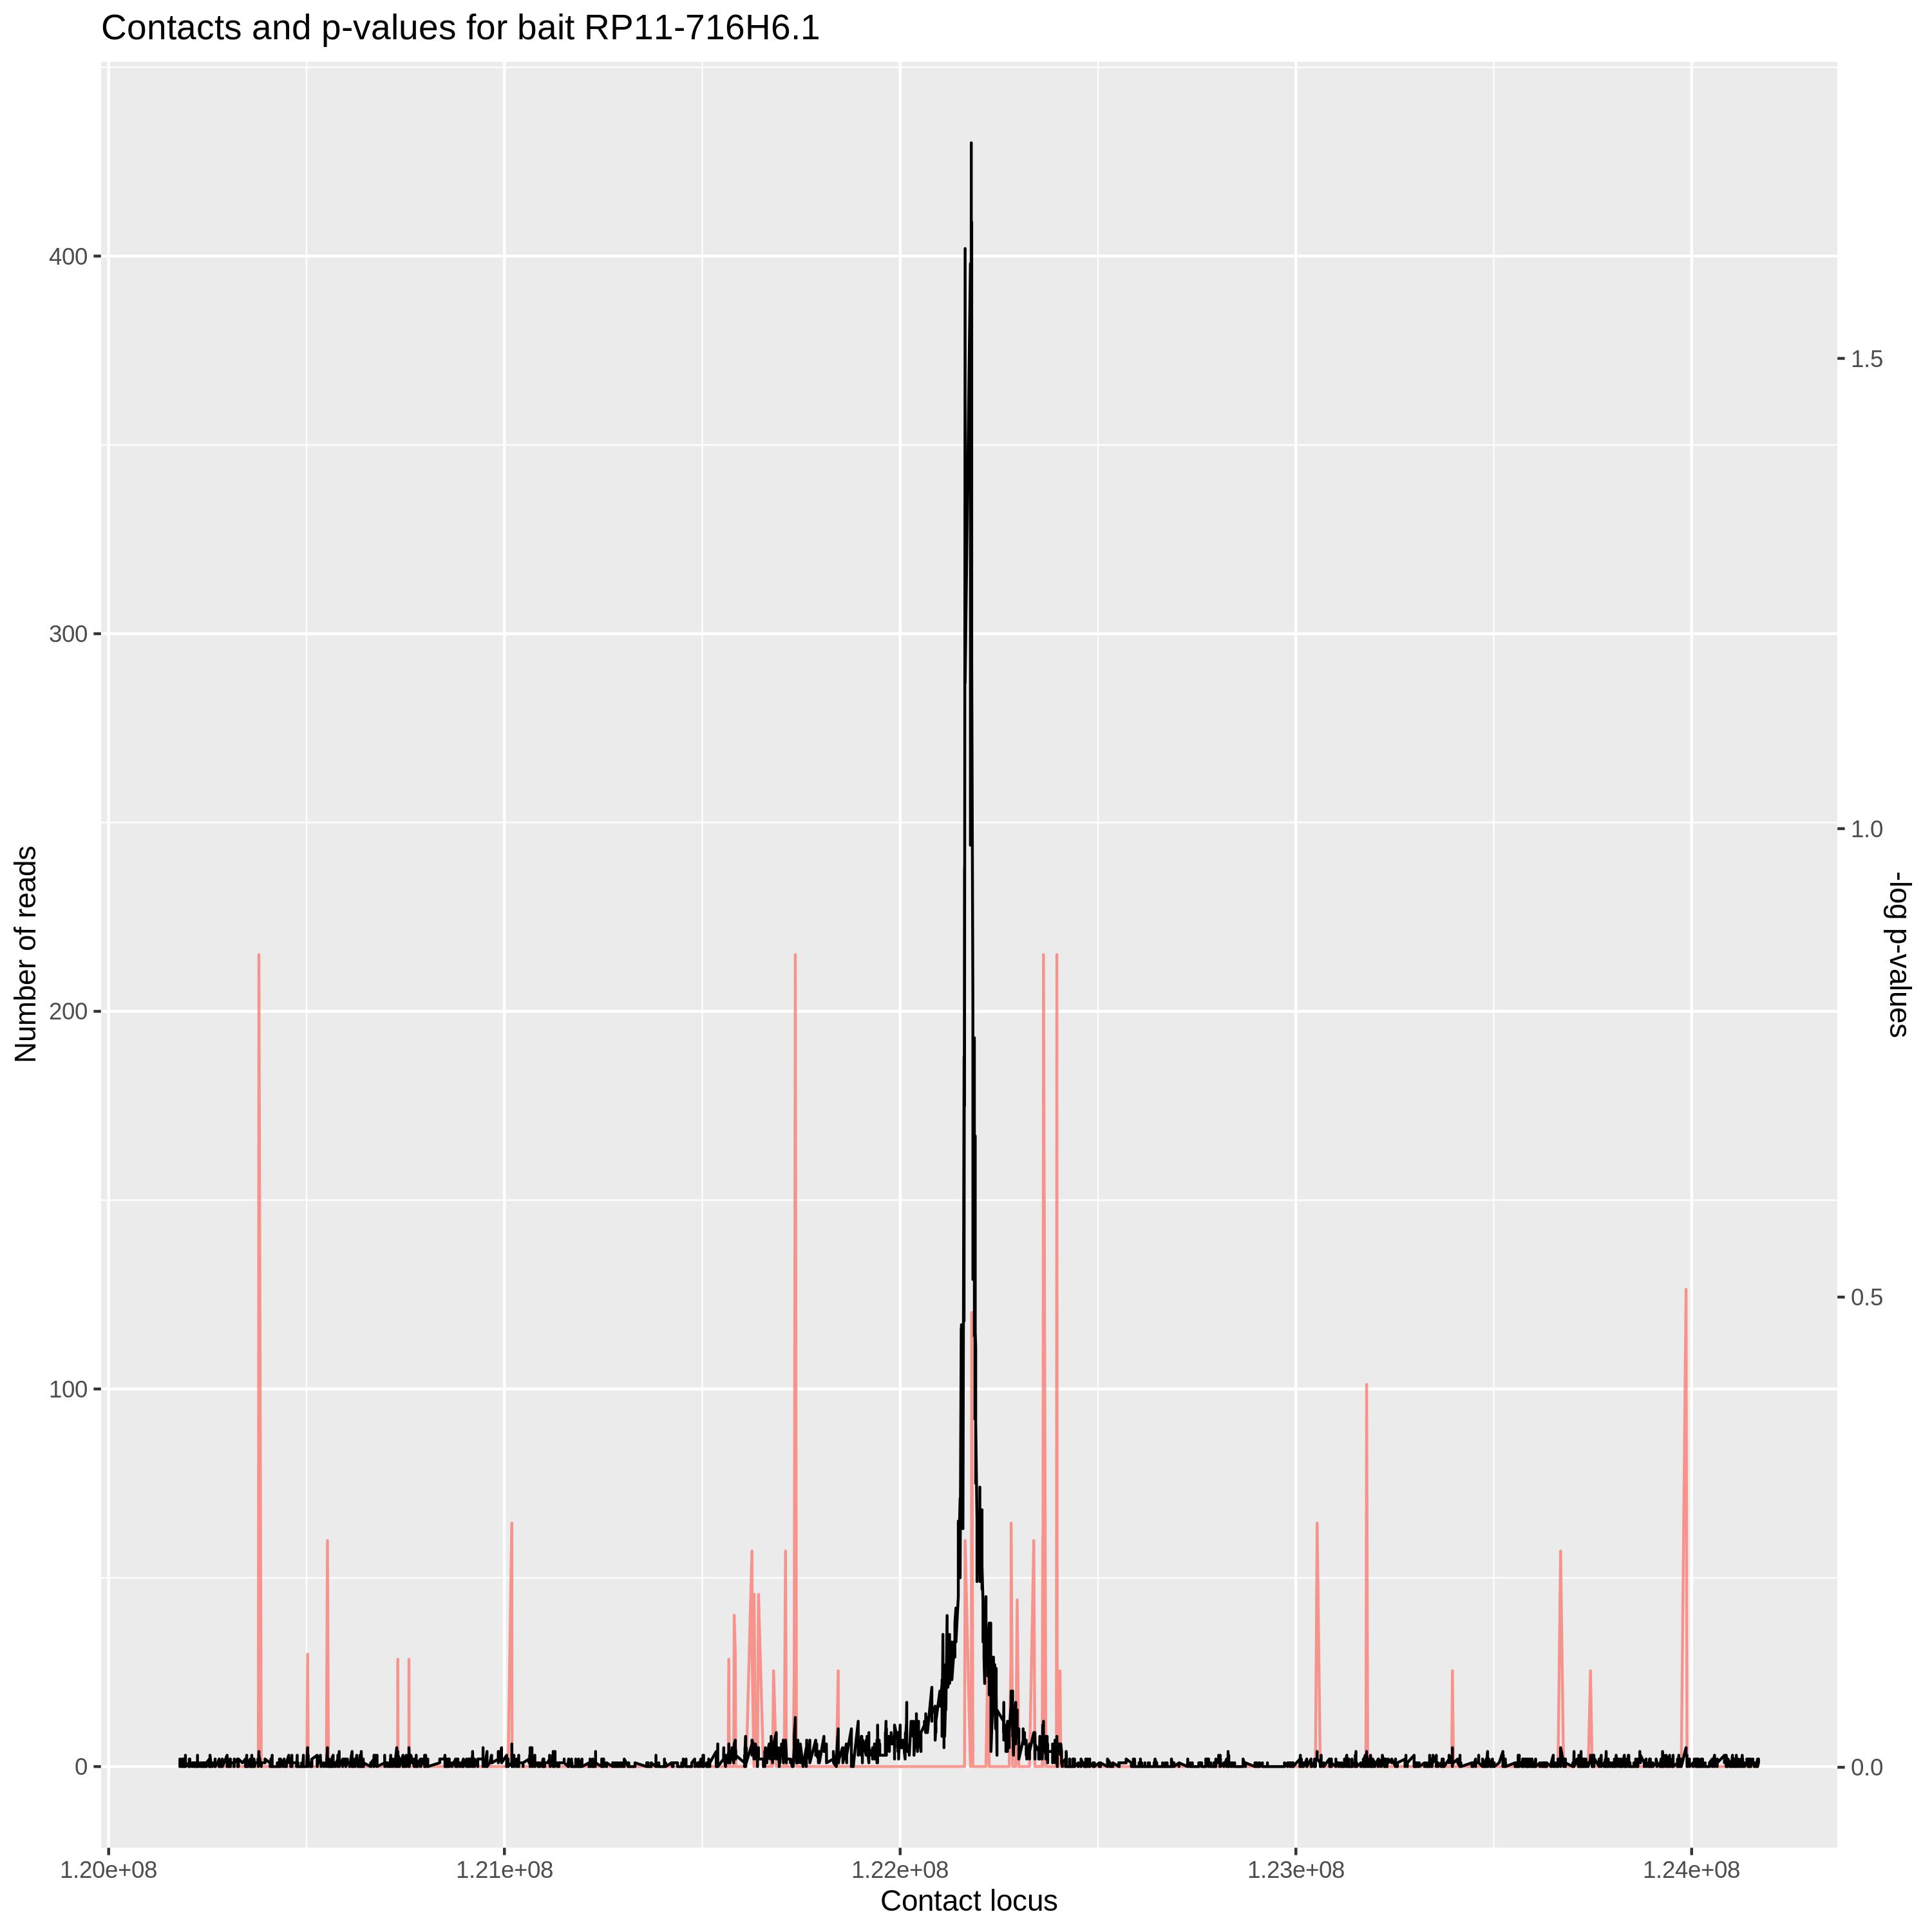 Contacts and p-values for bait RP11-716H6.1
400
300
200
100
0
Number of reads
1.5
1.0
0.5
0.0
-log p-values
1.20e+08
1.21e+08
1.22e+08
1.23e+08
1.24e+08
Contact locus